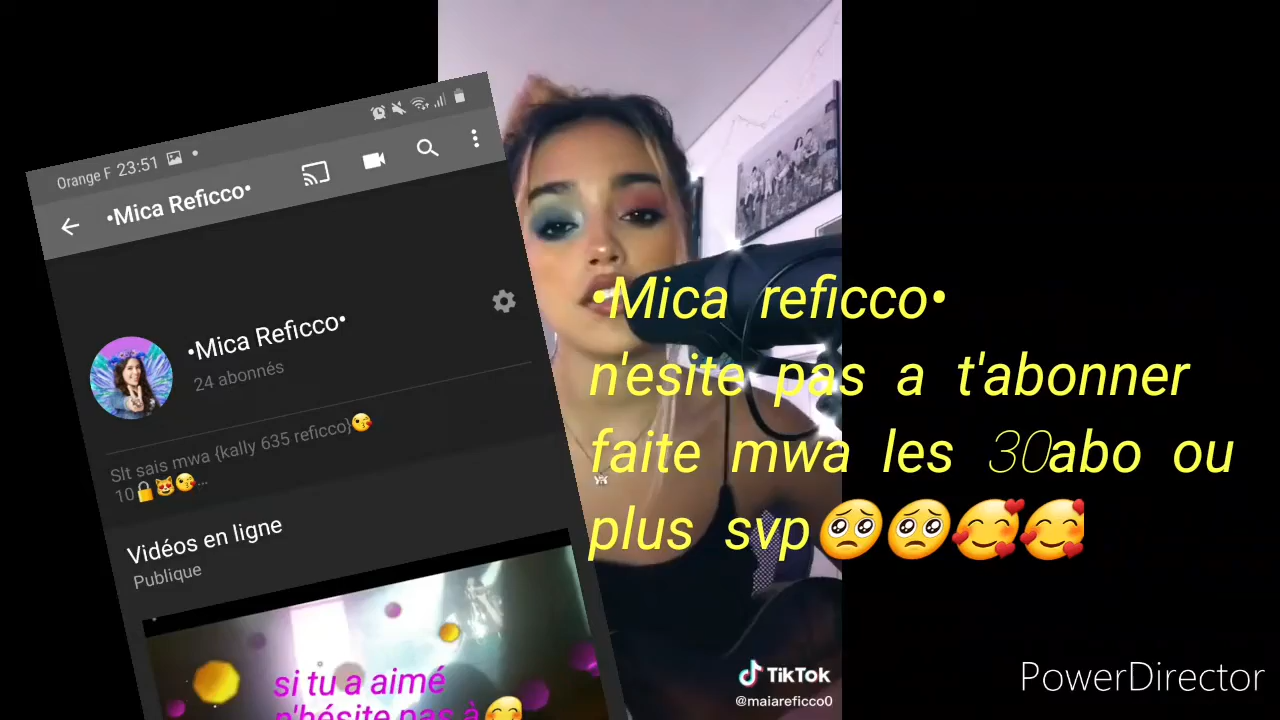 Orange F 23:51
•Mica Reficco•
•Mica Reficco•
24 abonnés
Slt sais mwa {kally 635 reficco}😘
10🔒😻😘...
Vidéos en ligne
Publique
si tu a aimé
n'hésite pas à🥰
•Mica reficco•
n'esite pas a t'abonner
faite mwa les 30abo ou
plus svp🥺🥺🥰🥰
TikTok
@maiareficco0
PowerDirector